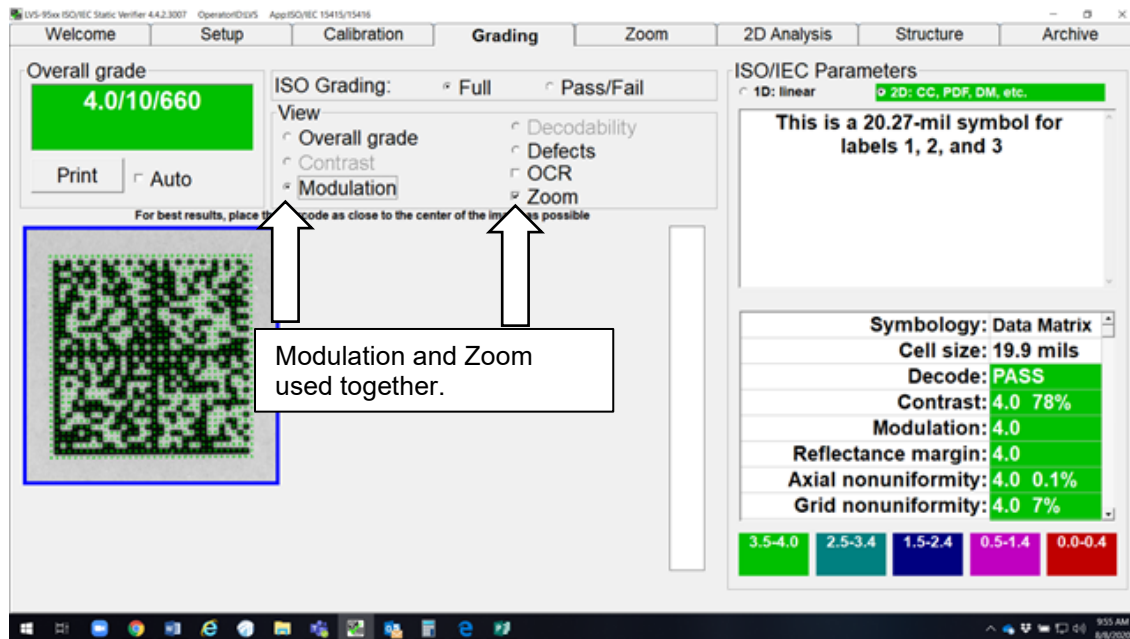 LVS-95xx ISO/IEC Static Verifier 4.4.2.3007 OperatorID:LVS App:ISO/IEC 15415/15416
Welcome Setup Calibration Grading Zoom 2D Analysis Structure Archive
Overall grade
4.0/10/660
Print Auto
ISO Grading: Full Pass/Fail
View
Overall grade
Contrast
Modulation
Decodability
Defects
OCR
Zoom
For best results, place the code as close to the center of the image as possible
Modulation and Zoom
used together.
ISO/IEC Parameters
1D: linear 2D: CC, PDF, DM, etc.
This is a 20.27-mil symbol for
labels 1, 2, and 3
Symbology: Data Matrix
Cell size: 19.9 mils
Decode: PASS
Contrast: 4.0 78%
Modulation: 4.0
Reflectance margin: 4.0
Axial nonuniformity: 4.0 0.1%
Grid nonuniformity: 4.0 7%
3.5-4.0 2.5-3.4 1.5-2.4 0.5-1.4 0.0-0.4
9:55 AM